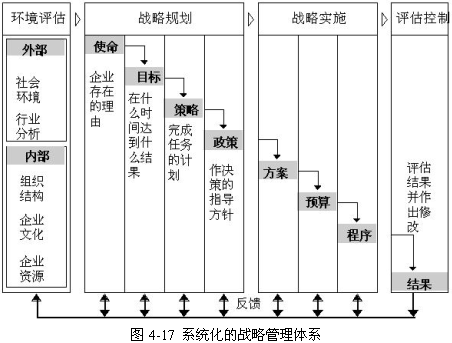 环境评估
战略规划
战略实施
评估控制
外部
社会
环境
行业
分析
内部
组织
结构
企业
文化
企业
资源
使命
企业
存在
的理
由
目标
在什
么时
间达
到什
么结
果
策略
完成
任务
的计
划
政策
作决
策的
指导
方针
方案
预算
程序
评估
结果
并作
出修
改
结果
反馈
图 4-17 系统化的战略管理体系